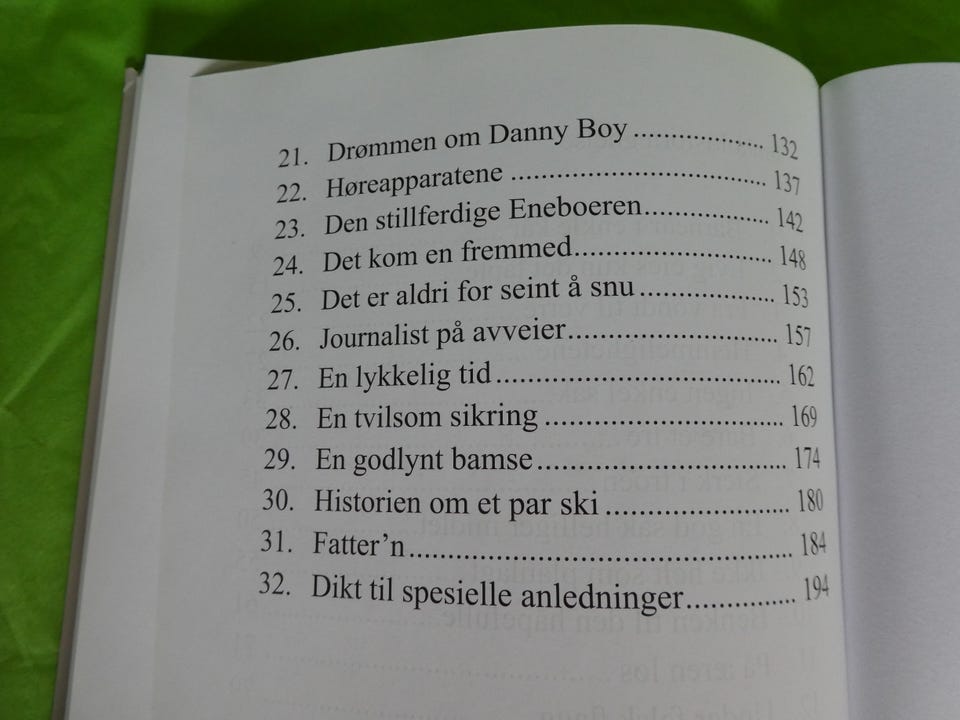 21. Drømmen om Danny Boy.................... 132
22. Høreapparatene ....................................... 137
23. Den stillferdige Eneboeren................... 142
24. Det kom en fremmed.............................. 148
25. Det er aldri for seint å snu.................... 153
26. Journalist på avveier............................... 157
27. En lykkelig tid.......................................... 162
28. En tvilsom sikring ................................... 169
29. En godlynt bamse..................................... 174
30. Historien om et par ski........................... 180
31. Fatter’n...................................................... 184
32. Dikt til spesielle anledninger................ 194